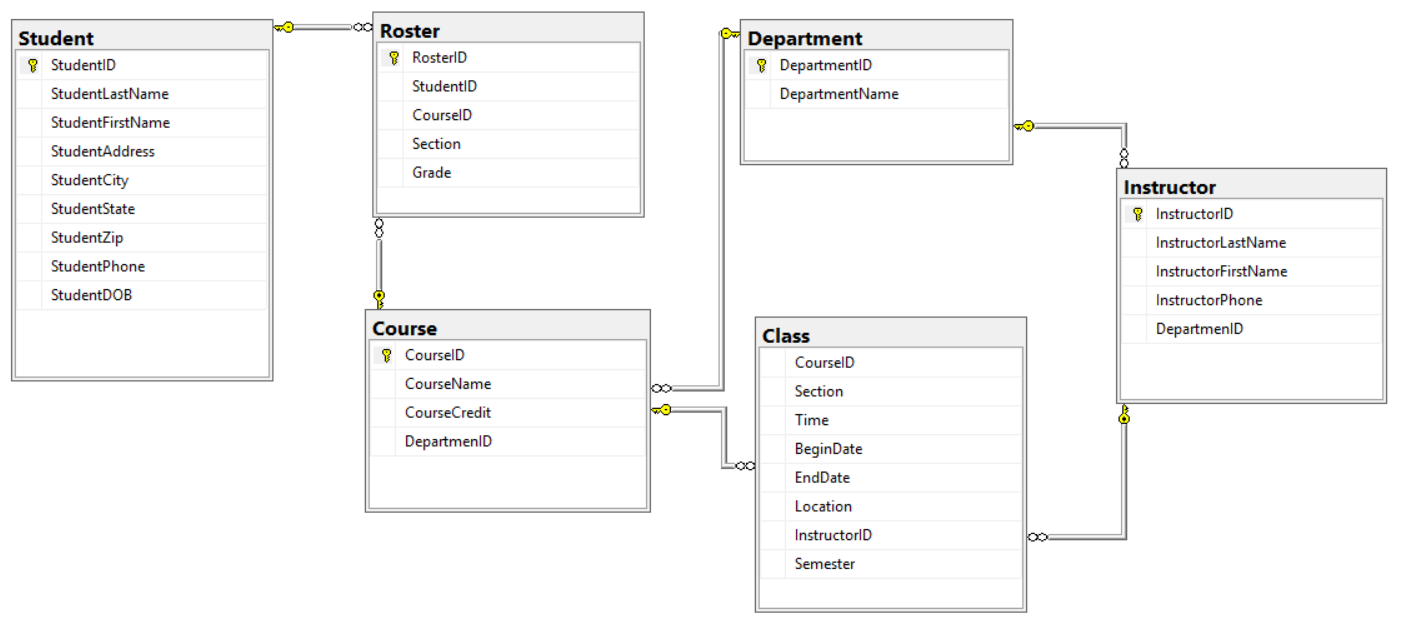 Student
StudentID
StudentLastName
StudentFirstName
StudentAddress
StudentCity
StudentState
StudentZip
StudentPhone
StudentDOB
Roster
RosterID
StudentID
CourseID
Section
Grade
Department
DepartmentID
DepartmentName
Instructor
InstructorID
InstructorLastName
InstructorFirstName
InstructorPhone
DepartmenID
Course
CourseID
CourseName
CourseCredit
DepartmenID
Class
CourseID
Section
Time
BeginDate
EndDate
Location
InstructorID
Semester